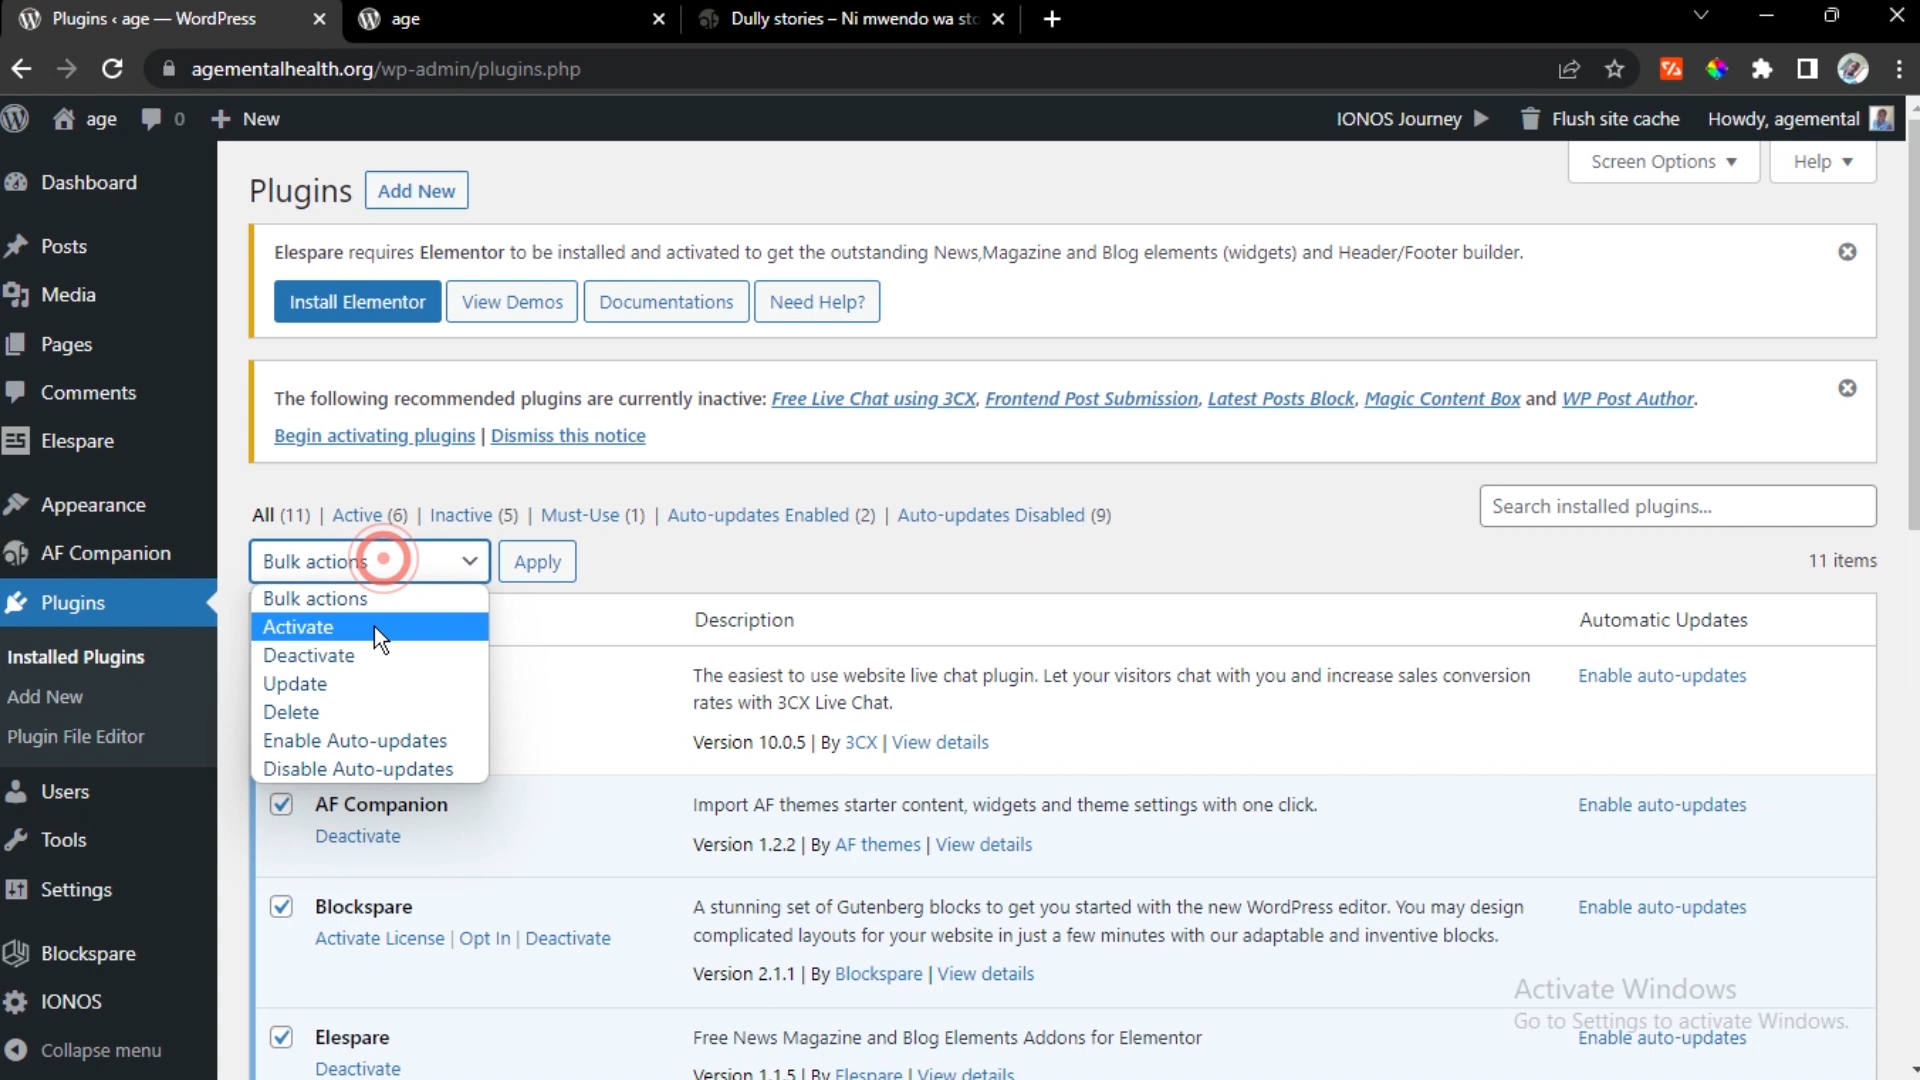 Plugins ‹ age — WordPress
age
Dully stories – Ni mwendo wa sto
agementalhealth.org/wp-admin/plugins.php
age
0
New
IONOS Journey
Flush site cache
Howdy, agemental
Dashboard
Posts
Media
Pages
Comments
Elespare
Appearance
AF Companion
Plugins
Installed Plugins
Add New
Plugin File Editor
Users
Tools
Settings
Blockspare
IONOS
Collapse menu
Screen Options
Help
Plugins
Add New
Elespare requires Elementor to be installed and activated to get the outstanding News,Magazine and Blog elements (widgets) and Header/Footer builder.
Install Elementor
View Demos
Documentations
Need Help?
The following recommended plugins are currently inactive: Free Live Chat using 3CX, Frontend Post Submission, Latest Posts Block, Magic Content Box and WP Post Author.
Begin activating plugins | Dismiss this notice
All (11) | Active (6) | Inactive (5) | Must-Use (1) | Auto-updates Enabled (2) | Auto-updates Disabled (9)
Search installed plugins...
Bulk actions
Apply
11 items
Bulk actions
Activate
Deactivate
Update
Delete
Enable Auto-updates
Disable Auto-updates
Description
Automatic Updates
The easiest to use website live chat plugin. Let your visitors chat with you and increase sales conversion
rates with 3CX Live Chat.
Version 10.0.5 | By 3CX | View details
Enable auto-updates
AF Companion
Deactivate
Import AF themes starter content, widgets and theme settings with one click.
Version 1.2.2 | By AF themes | View details
Enable auto-updates
Blockspare
Activate License | Opt In | Deactivate
A stunning set of Gutenberg blocks to get you started with the new WordPress editor. You may design
complicated layouts for your website in just a few minutes with our adaptable and inventive blocks.
Version 2.1.1 | By Blockspare | View details
Enable auto-updates
Elespare
Deactivate
Free News Magazine and Blog Elements Addons for Elementor
Version 1.1.5 | By Elespare | View details
Enable auto-updates
Activate Windows
Go to Settings to activate Windows.